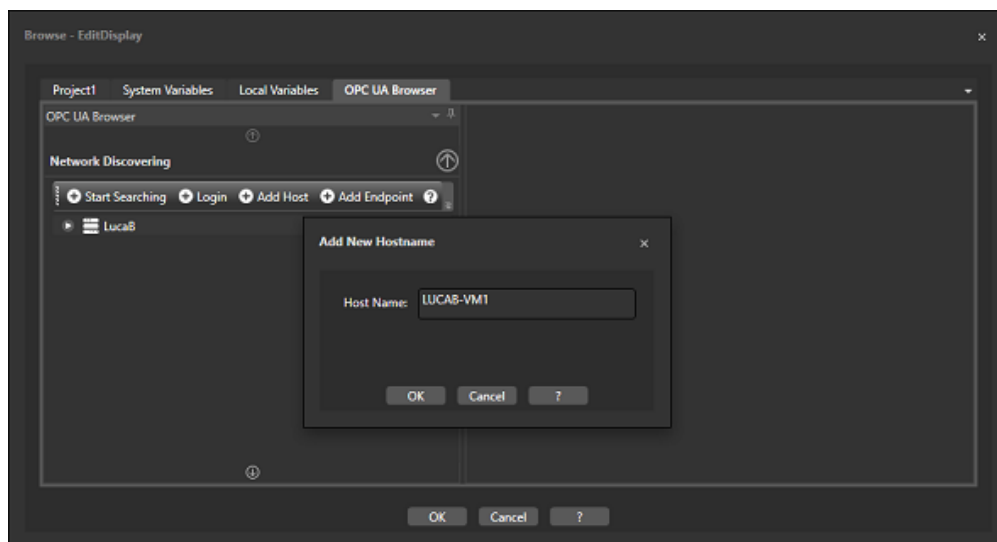 Browse - EditDisplay
Project1 System Variables Local Variables OPC UA Browser
OPC UA Browser
Network Discovering
Start Searching Login Add Host Add Endpoint ?
LucaB
Add New Hostname
Host Name: LUCAB-VM1
OK Cancel ?
OK Cancel ?